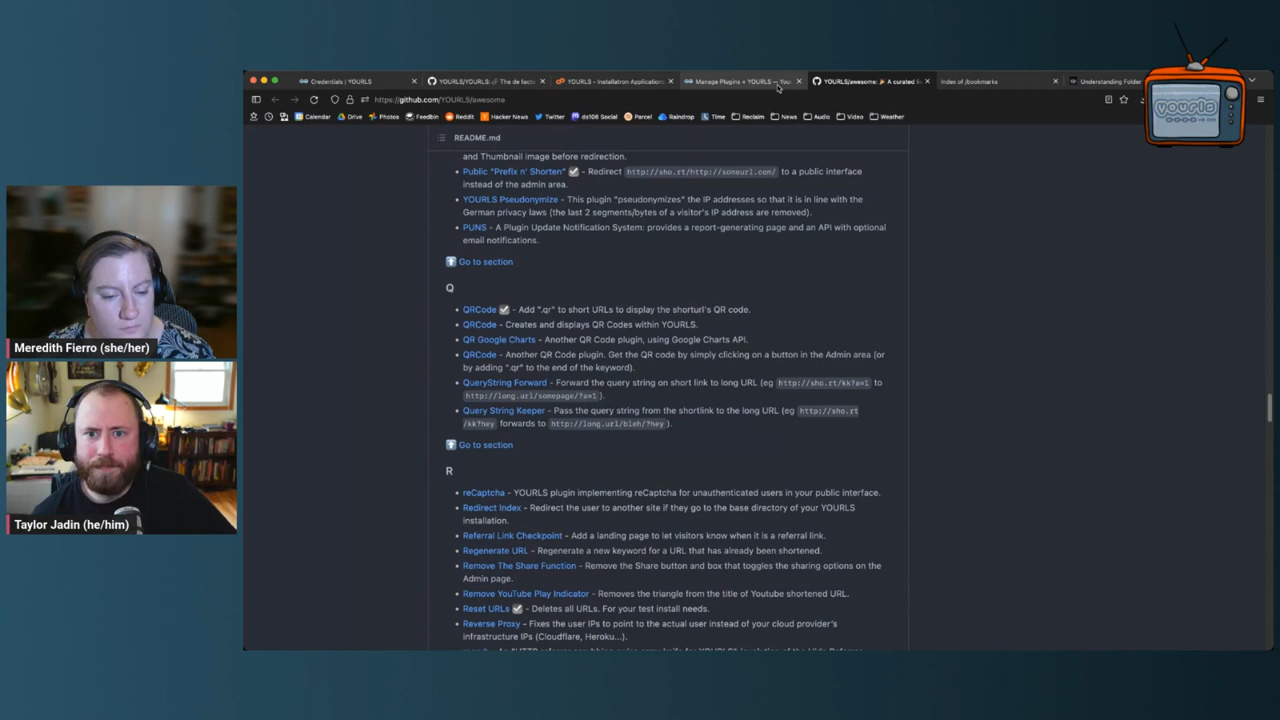 Credentials | YOURLS
YOURLS/YOURLS: The de fac
YOURLS - Installatron Application
Manage Plugins « YOURLS — You
YOURLS/awesome: A curated l
Index of /bookmarks
Understanding Folder
https://github.com/YOURLS/awesome
Calendar
Drive
Photos
Feedbin
Reddit
Hacker News
Twitter
ds106 Social
Parcel
Raindrop
Time
Reclaim
News
Audio
Video
Weather
yourls
README.md
and Thumbnail image before redirection.
Public "Prefix n' Shorten" ✅ - Redirect http://sho.rt/http://someurl.com/ to a public interface
instead of the admin area.
YOURLS Pseudonymize - This plugin "pseudonymizes" the IP addresses so that it is in line with the
German privacy laws (the last 2 segments/bytes of a visitor's IP address are removed).
PUNS - A Plugin Update Notification System: provides a report-generating page and an API with optional
email notifications.
Go to section
Q
QRCode ✅ - Add ".qr" to short URLs to display the shorturl's QR code.
QRCode - Creates and displays QR Codes within YOURLS.
QR Google Charts - Another QR Code plugin, using Google Charts API.
QRCode - Another QR Code plugin. Get the QR code by simply clicking on a button in the Admin area (or
by adding ".qr" to the end of the keyword).
QueryString Forward - Forward the query string on short link to long URL (eg http://sho.rt/kk?a=1 to
http://long.url/somepage/?a=1).
Query String Keeper - Pass the query string from the shortlink to the long URL (eg http://sho.rt
/kk?hey forwards to http://long.url/bleh/?hey).
Go to section
R
reCaptcha - YOURLS plugin implementing reCaptcha for unauthenticated users in your public interface.
Redirect Index - Redirect the user to another site if they go to the base directory of your YOURLS
installation.
Referral Link Checkpoint - Add a landing page to let visitors know when it is a referral link.
Regenerate URL - Regenerate a new keyword for a URL that has already been shortened.
Remove The Share Function - Remove the Share button and box that toggles the sharing options on the
Admin page.
Remove YouTube Play Indicator - Removes the triangle from the title of Youtube shortened URL.
Reset URLs ✅ - Deletes all URLs. For your test install needs.
Reverse Proxy - Fixes the user IPs to point to the actual user instead of your cloud provider's
infrastructure IPs (Cloudflare, Heroku...).
Meredith Fierro (she/her)
Taylor Jadin (he/him)